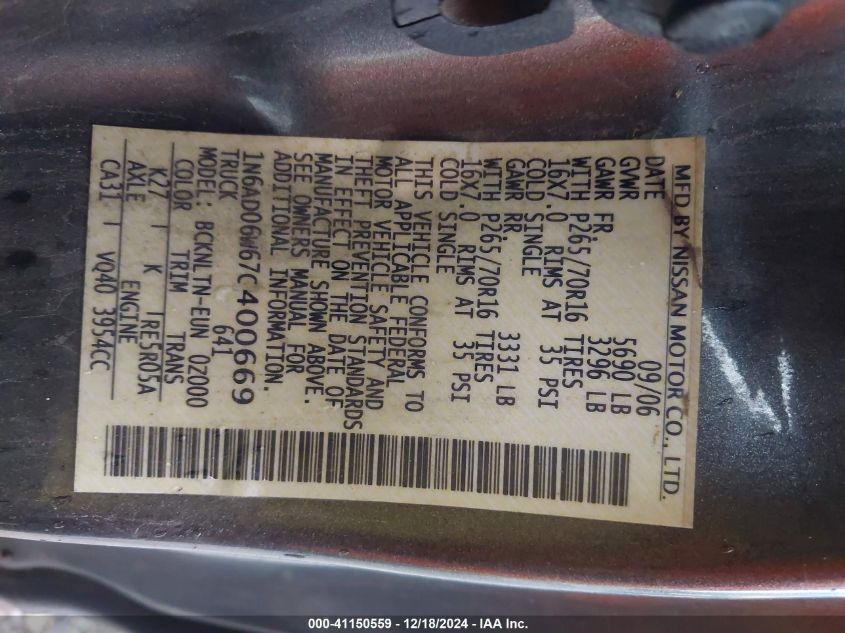 MFD BY NISSAN MOTOR CO., LTD.
DATE 09/06
GVWR 5690 LB
GAWR FR. 3296 LB
WITH P265/70R16 TIRES
16X7.0 RIMS AT 35 PSI
COLD SINGLE
GAWR RR. 3331 LB
WITH P265/70R16 TIRES
16X7.0 RIMS AT 35 PSI
COLD SINGLE
THIS VEHICLE CONFORMS TO
ALL APPLICABLE FEDERAL
MOTOR VEHICLE SAFETY AND
THEFT PREVENTION STANDARDS
IN EFFECT ON THE DATE OF
MANUFACTURE SHOWN ABOVE.
SEE OWNERS MANUAL FOR
ADDITIONAL INFORMATION.
1N6AD06W67C400669
TRUCK 641
MODEL: BCKNLTN-EUN 0Z000
COLOR TRIM TRANS
K27 | K | RE5R05A
AXLE ENGINE
CA31 | VQ40 3954CC
000-41150559 - 12/18/2024 - IAA Inc.